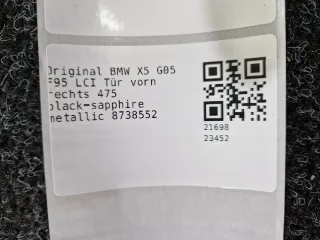 Original BMW X5 G05
F95 LCI Tür vorn
rechts 475
black-sapphire
metallic 8738552
21698
23452